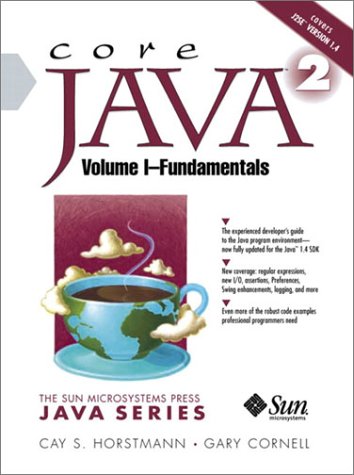 covers
J2SE™ VERSION 1.4
core
JAVA™ 2
Volume I–Fundamentals
The experienced developer's guide
to the Java program environment—
now fully updated for the Java™ 1.4 SDK
New coverage: regular expressions,
new I/O, assertions, Preferences,
Swing enhancements, logging, and more
Even more of the robust code examples
professional programmers need
THE SUN MICROSYSTEMS PRESS
JAVA SERIES
Sun
microsystems
CAY S. HORSTMANN • GARY CORNELL